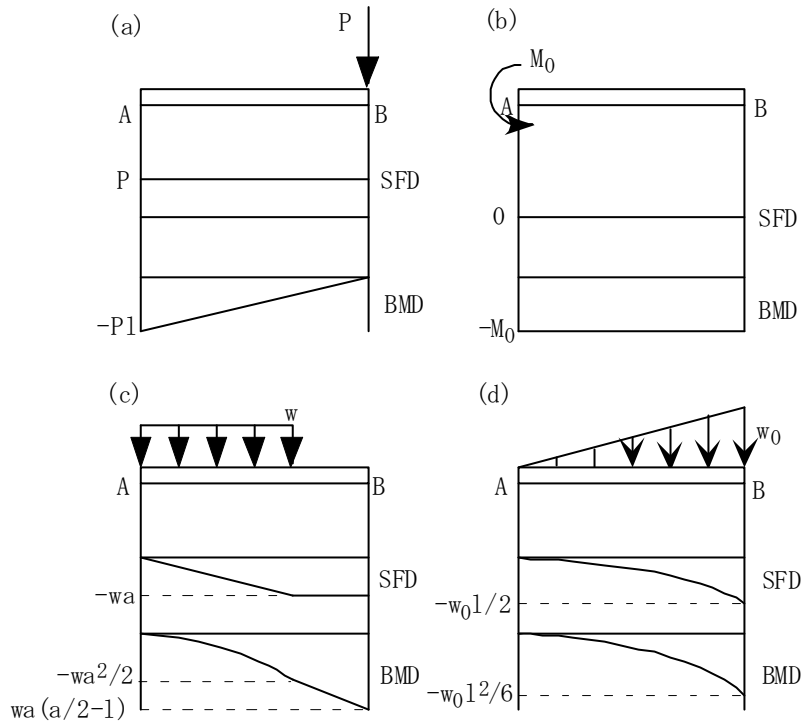 (a)
P
A
B
P
SFD
BMD
-Pl
(b)
M₀
A
B
0
SFD
BMD
-M₀
(c)
w
A
B
SFD
-wa
BMD
-wa²/2
wa(a/2-l)
(d)
w₀
A
B
SFD
-w₀l/2
BMD
-w₀l²/6